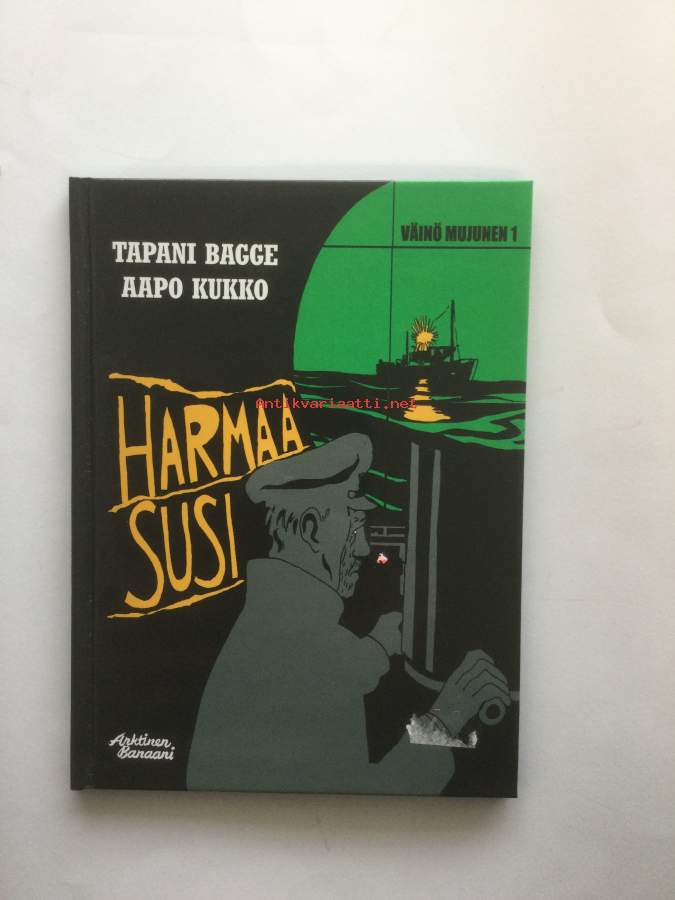 VÄINÖ MUJUNEN 1
TAPANI BAGGE
AAPO KUKKO
Antikvariaatti.net
HARMAA
SUSI
Arktinen
Banaani